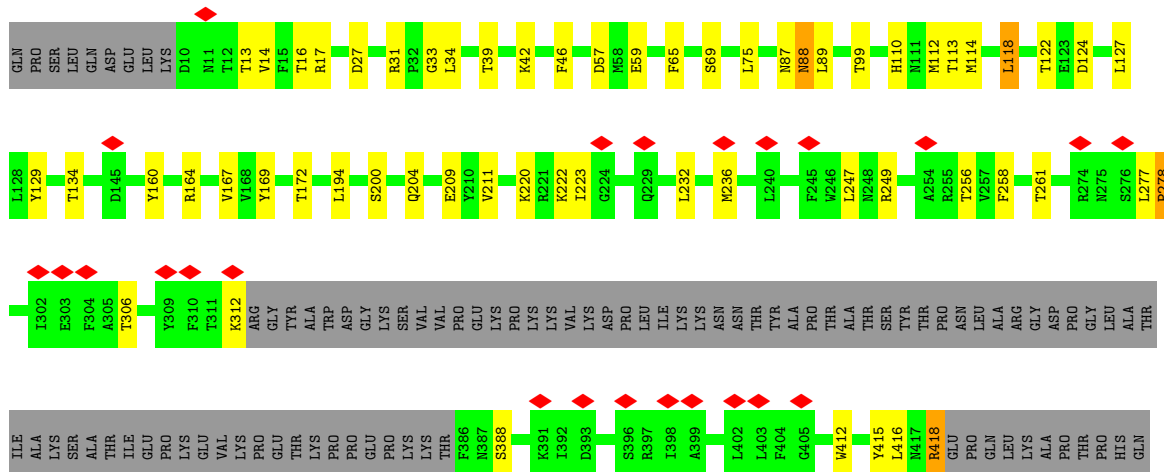 GLN PRO SER LEU GLN ASP GLU LEU LYS D10 N11 T12 T13 V14 F15 T16 R17 D27 R31 P32 G33 L34 T39 K42 F46 D57 M58 E59 F65 S69 L75 N87 N88 L89 T99 H110 N111 M112 T113 M114 L118 T122 E123 D124 L127
L128 Y129 T134 D145 Y160 R164 V167 V168 Y169 T172 L194 S200 Q204 E209 Y210 V211 K220 R221 K222 I223 G224 Q229 L232 M236 L240 F245 W246 L247 N248 R249 A254 R255 T256 V257 F258 T261 R274 N275 S276 L277
I302 E303 F304 A305 T306 Y309 F310 T311 K312 ARG GLY TYR ALA TRP ASP GLY LYS SER VAL VAL PRO GLU LYS PRO LYS LYS VAL LYS ASP PRO LEU ILE LYS LYS ASN ASN THR TYR ALA PRO THR ALA THR SER TYR THR PRO ASN LEU ALA ARG GLY ASP PRO GLY LEU ALA THR
ILE ALA LYS SER ALA THR ILE GLU PRO LYS GLU VAL LYS PRO GLU THR LYS PRO PRO GLU PRO LYS LYS THR F386 N387 S388 K391 I392 D393 S396 R397 I398 A399 L402 L403 F404 G405 W412 Y415 L416 N417 R418 GLU PRO GLN LEU LYS ALA PRO THR PRO HIS GLN